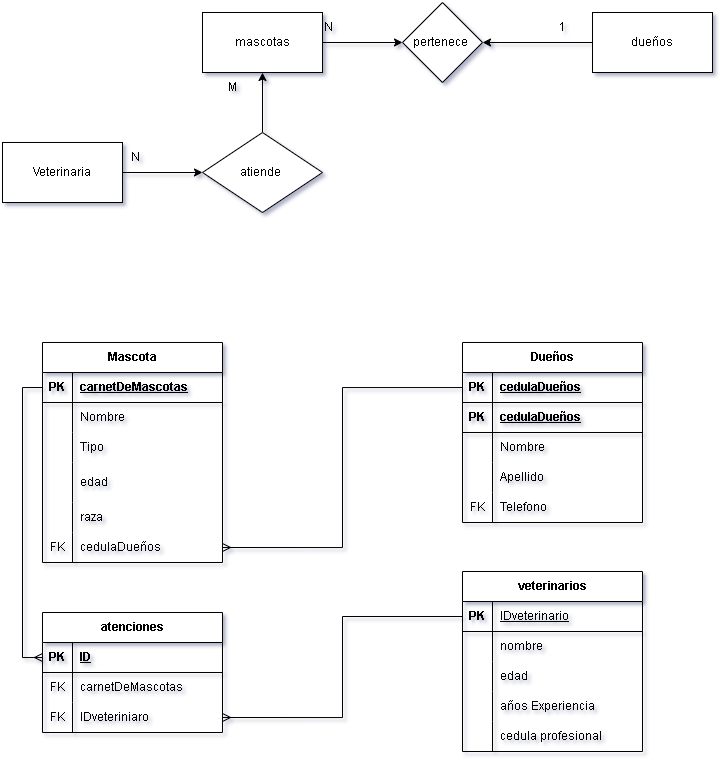 mascotas
N
pertenece
1
dueños
M
Veterinaria
N
atiende
Mascota
PK carnetDeMascotas
Nombre
Tipo
edad
raza
FK cedulaDueños
Dueños
PK cedulaDueños
PK cedulaDueños
Nombre
Apellido
FK Telefono
atenciones
PK ID
FK carnetDeMascotas
FK IDveteriniaro
veterinarios
PK IDveterinario
nombre
edad
años Experiencia
cedula profesional